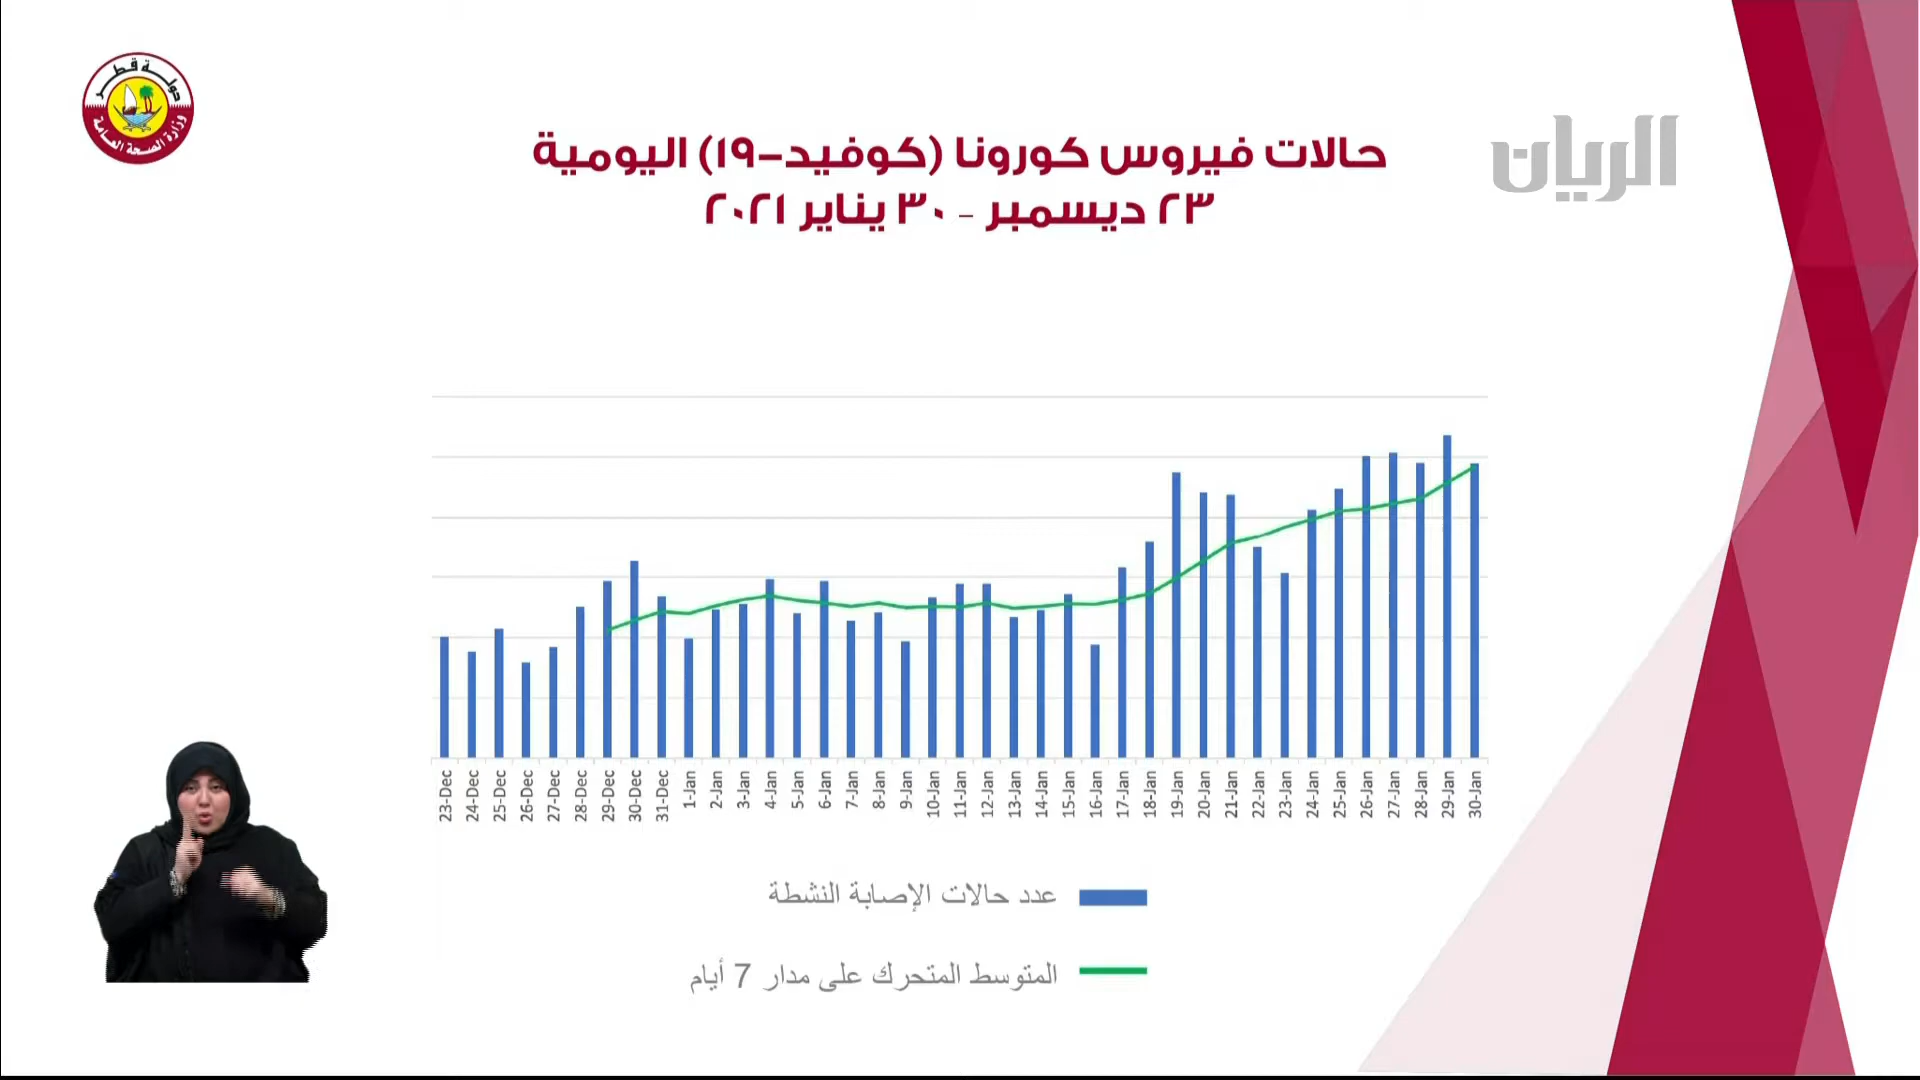 دولة قطر
وزارة الصحة العامة
الريان
حالات فيروس كورونا (كوفيد-١٩) اليومية
٢٣ ديسمبر - ٣٠ يناير ٢٠٢١
23-Dec
24-Dec
25-Dec
26-Dec
27-Dec
28-Dec
29-Dec
30-Dec
31-Dec
1-Jan
2-Jan
3-Jan
4-Jan
5-Jan
6-Jan
7-Jan
8-Jan
9-Jan
10-Jan
11-Jan
12-Jan
13-Jan
14-Jan
15-Jan
16-Jan
17-Jan
18-Jan
19-Jan
20-Jan
21-Jan
22-Jan
23-Jan
24-Jan
25-Jan
26-Jan
27-Jan
28-Jan
29-Jan
30-Jan
عدد حالات الإصابة النشطة
المتوسط المتحرك على مدار 7 أيام